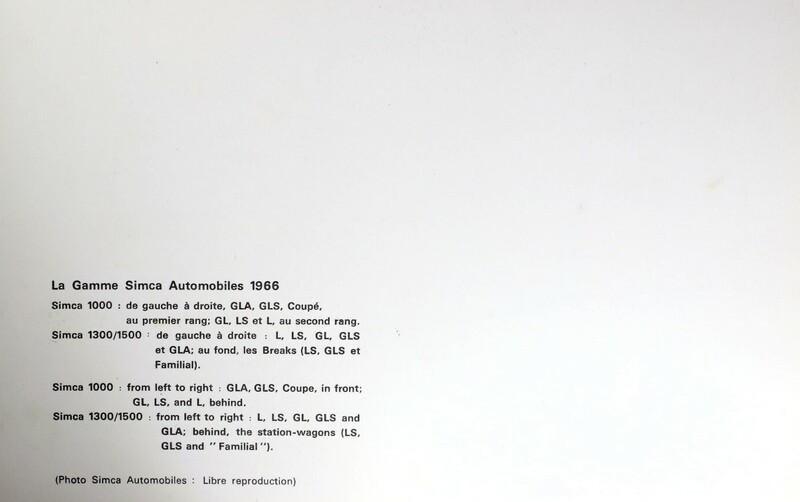 La Gamme Simca Automobiles 1966
Simca 1000 : de gauche à droite, GLA, GLS, Coupé,
au premier rang; GL, LS et L, au second rang.
Simca 1300/1500 : de gauche à droite : L, LS, GL, GLS
et GLA; au fond, les Breaks (LS, GLS et
Familial).
Simca 1000 : from left to right : GLA, GLS, Coupe, in front;
GL, LS, and L, behind.
Simca 1300/1500 : from left to right : L, LS, GL, GLS and
GLA; behind, the station-wagons (LS,
GLS and "Familial").
(Photo Simca Automobiles : Libre reproduction)